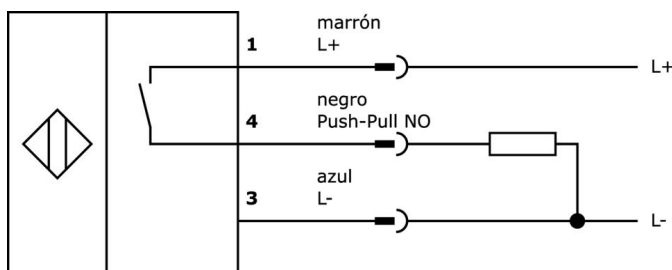 marrón
1 L+
L+
negro
4 Push-Pull NO
azul
3 L-
L-